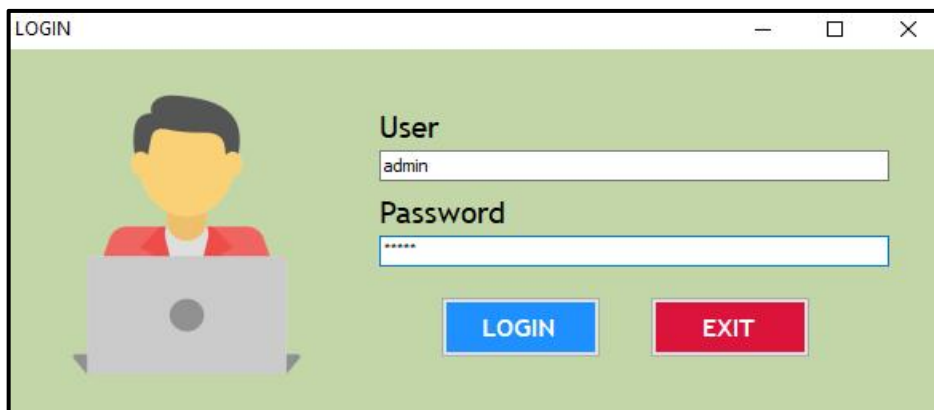 LOGIN
User
admin
Password
*****
LOGIN EXIT